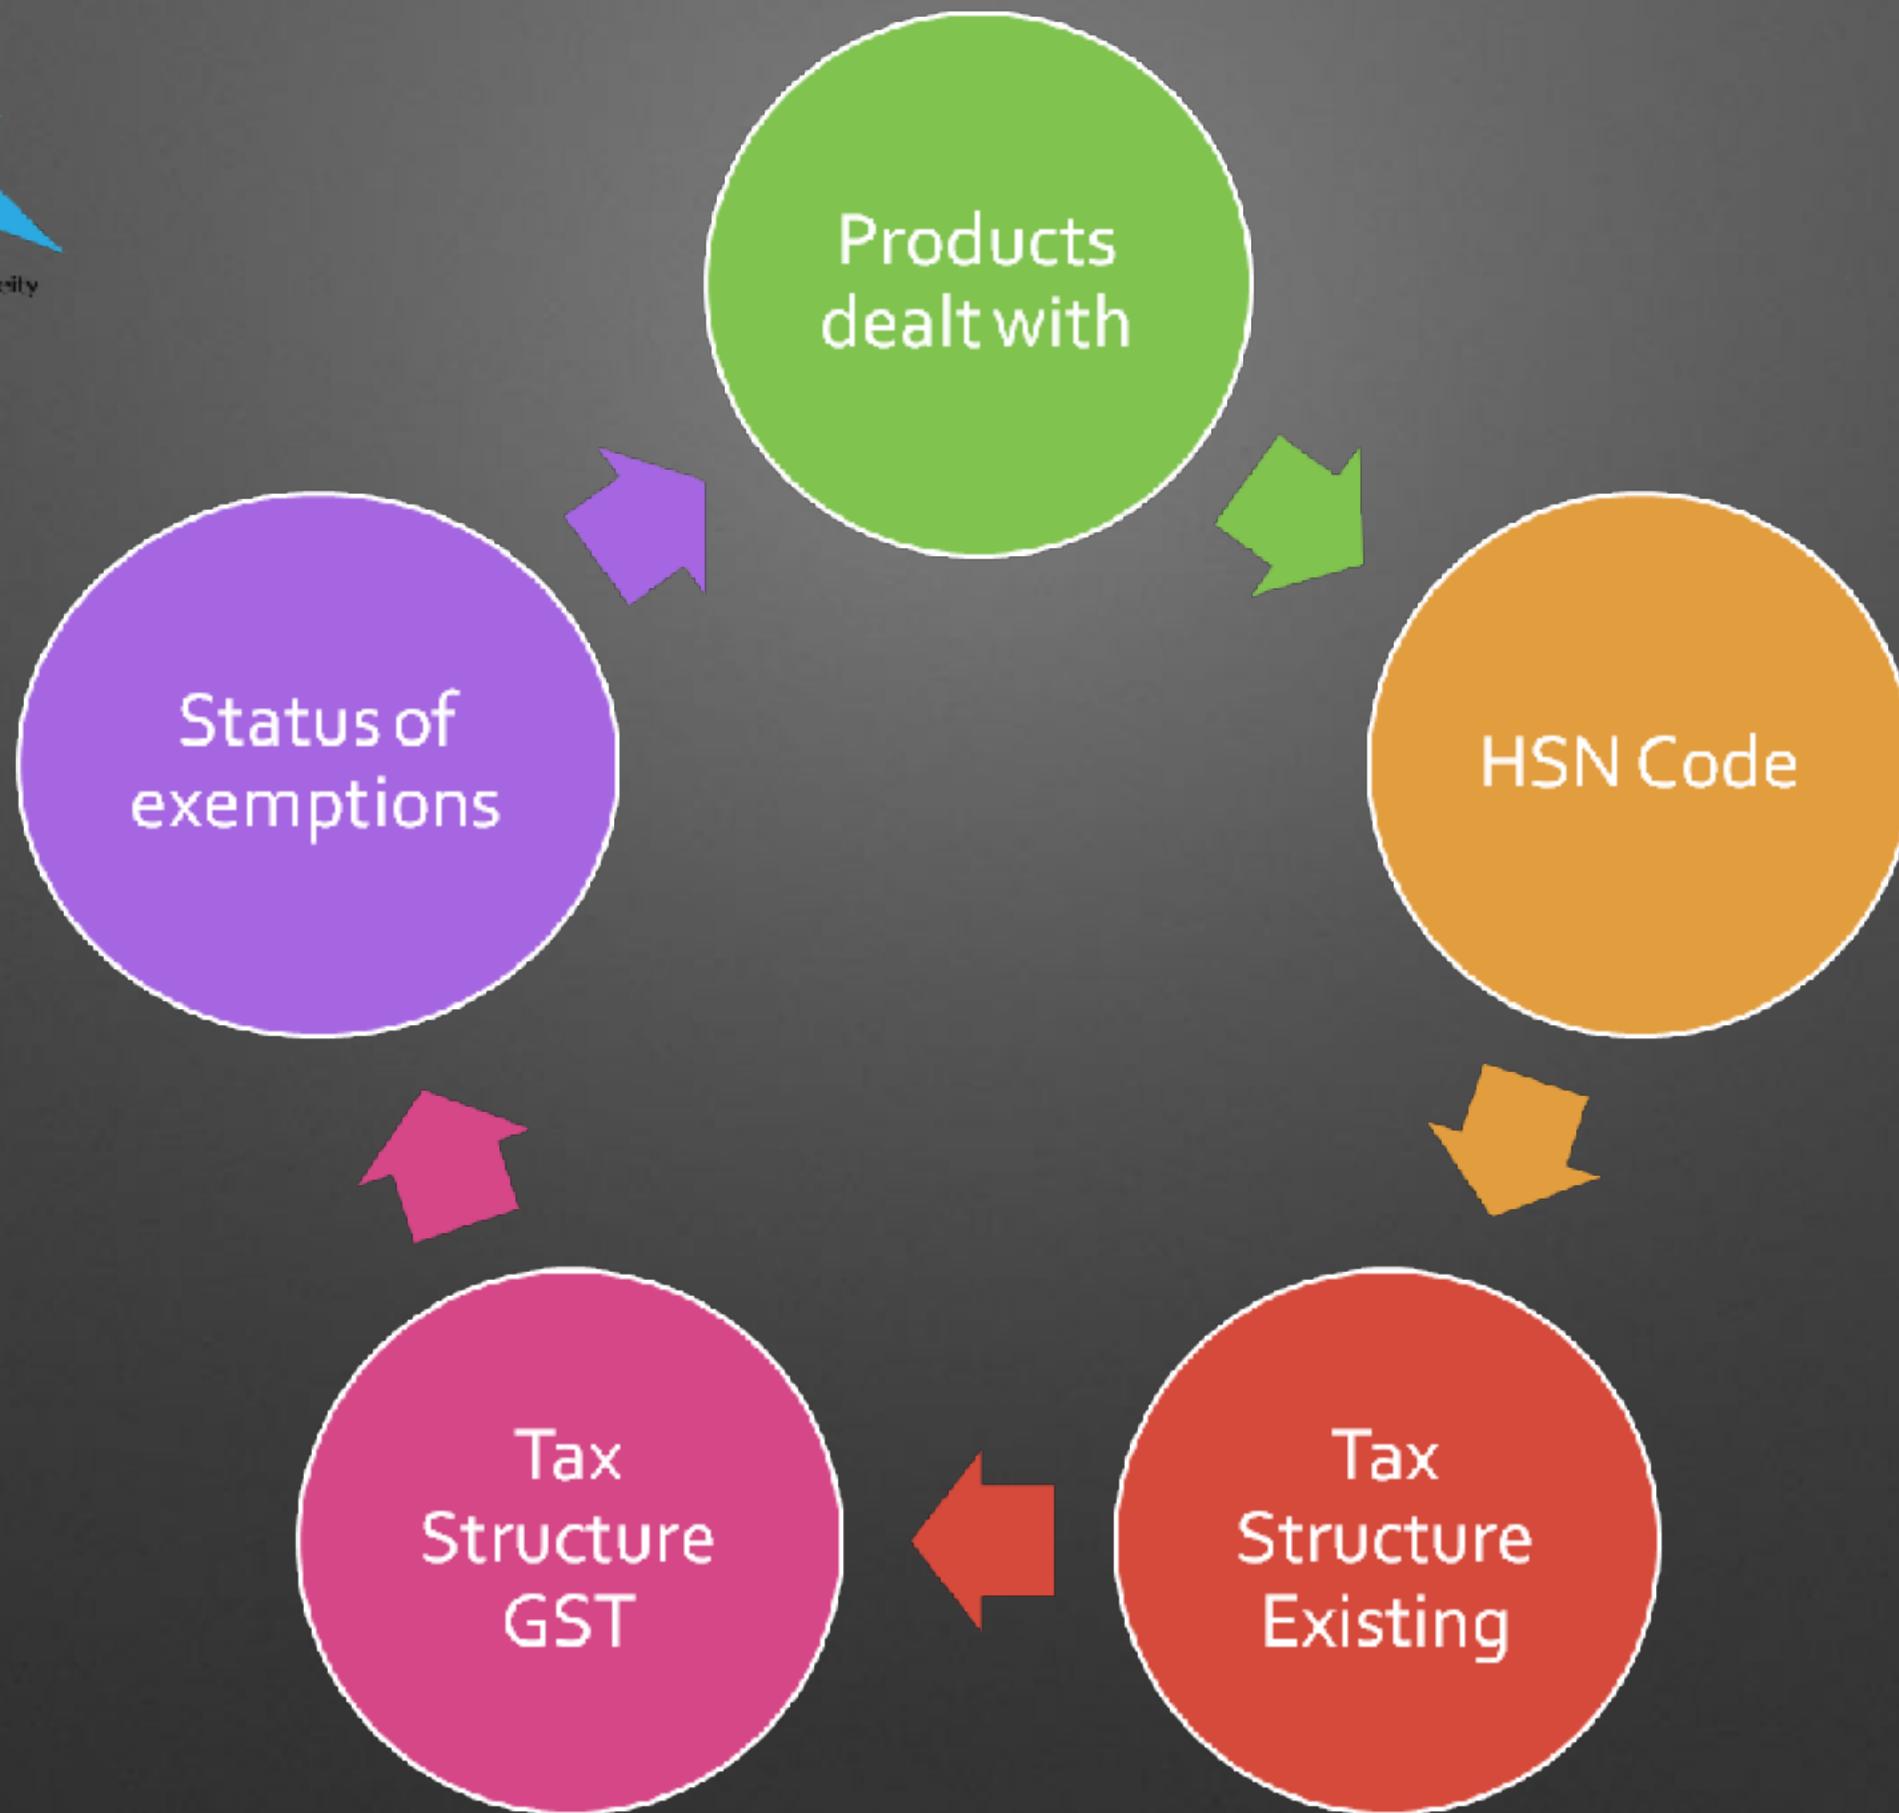 Products
dealt with
HSN Code
Tax
Structure
Existing
Tax
Structure
GST
Status of
exemptions